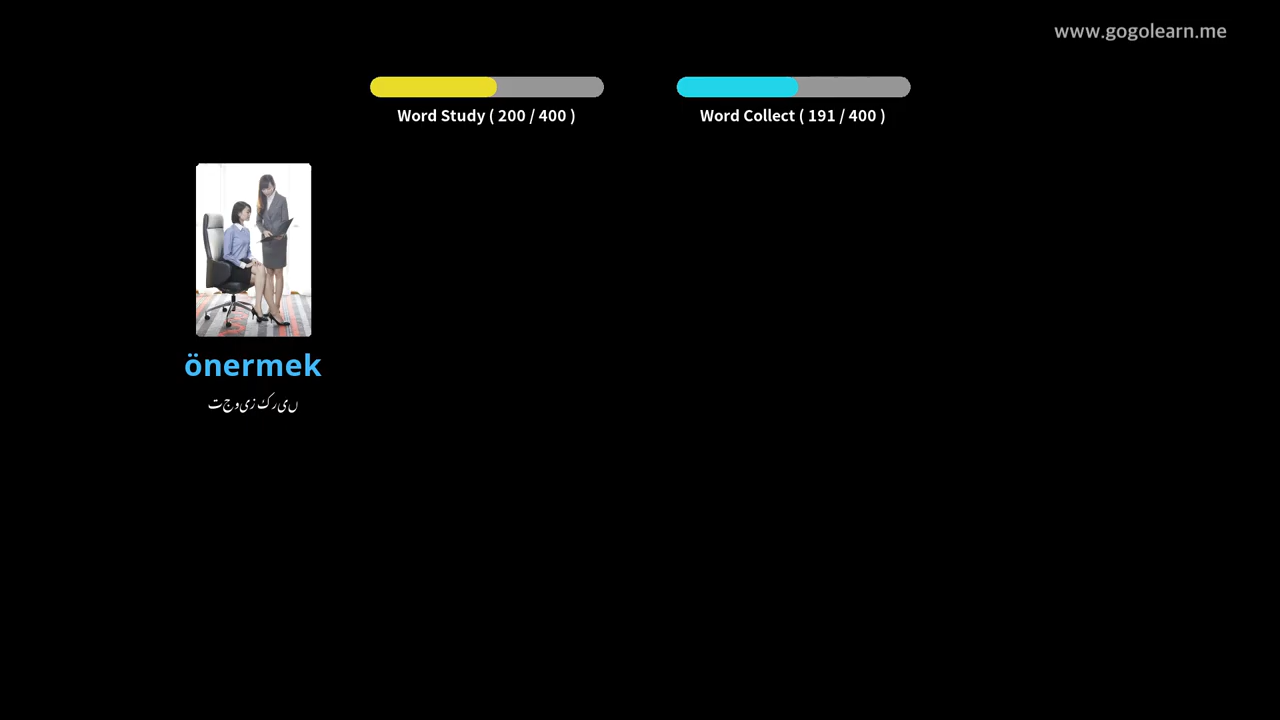 www.gogolearn.me
Word Study ( 200 / 400 )
Word Collect ( 191 / 400 )
önermek
تجویز کریں